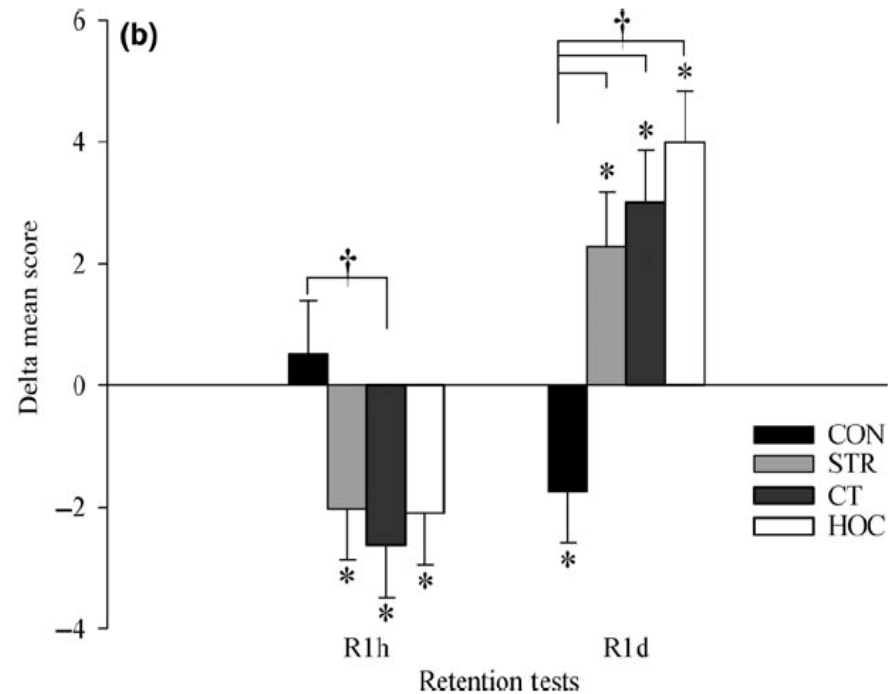 (b)
6
4
2
0
−2
−4
Delta mean score
†
†
*
*
*
*
*
*
*
R1h
R1d
Retention tests
CON
STR
CT
HOC